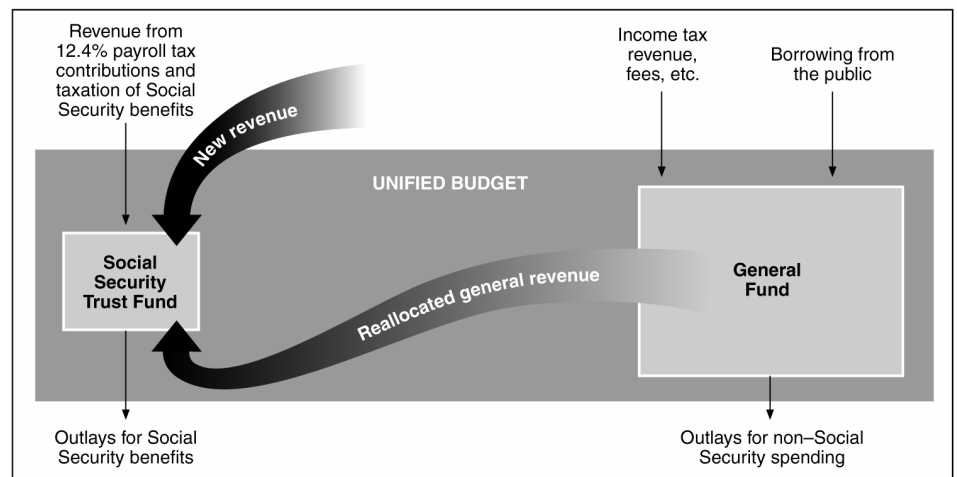 Revenue from
12.4% payroll tax
contributions and
taxation of Social
Security benefits
Income tax
revenue,
fees, etc.
Borrowing from
the public
New revenue
UNIFIED BUDGET
Social
Security
Trust Fund
Reallocated general revenue
General
Fund
Outlays for Social
Security benefits
Outlays for non–Social
Security spending